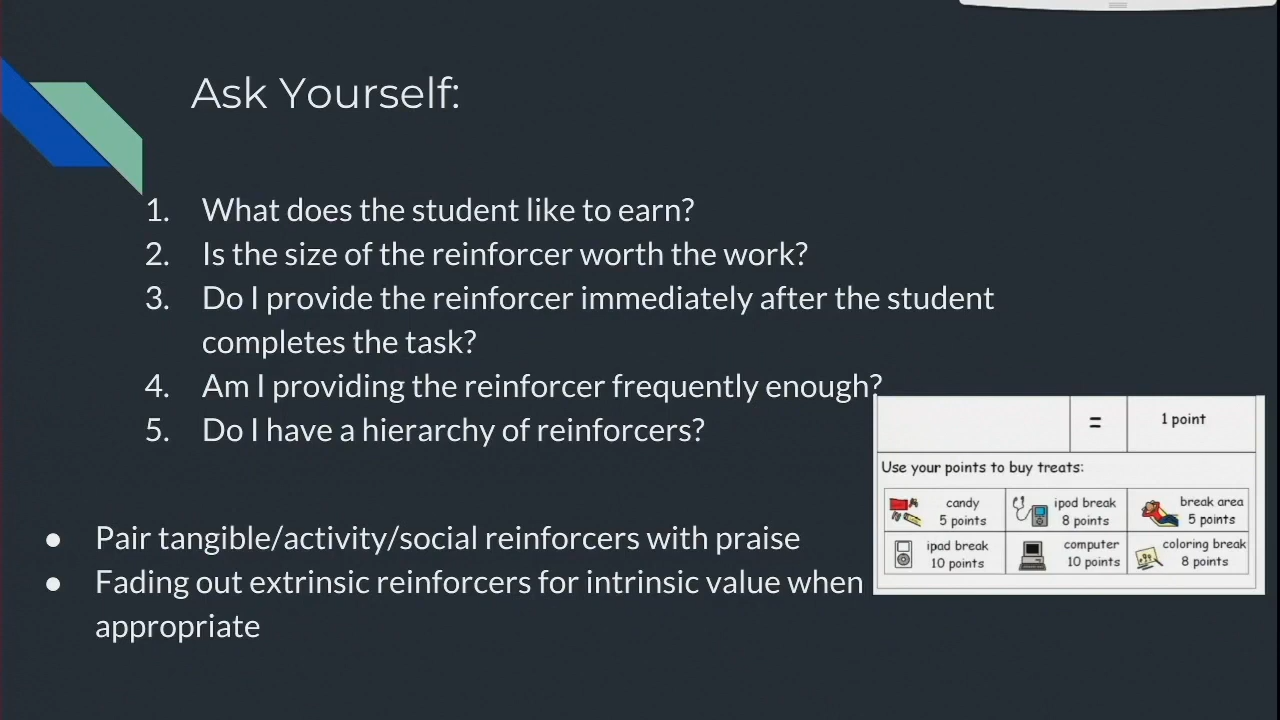 Ask Yourself:
1. What does the student like to earn?
2. Is the size of the reinforcer worth the work?
3. Do I provide the reinforcer immediately after the student
completes the task?
4. Am I providing the reinforcer frequently enough?
5. Do I have a hierarchy of reinforcers?
= 1 point
Use your points to buy treats:
candy
5 points
ipod break
8 points
break area
5 points
ipad break
10 points
computer
10 points
coloring break
8 points
● Pair tangible/activity/social reinforcers with praise
● Fading out extrinsic reinforcers for intrinsic value when
appropriate